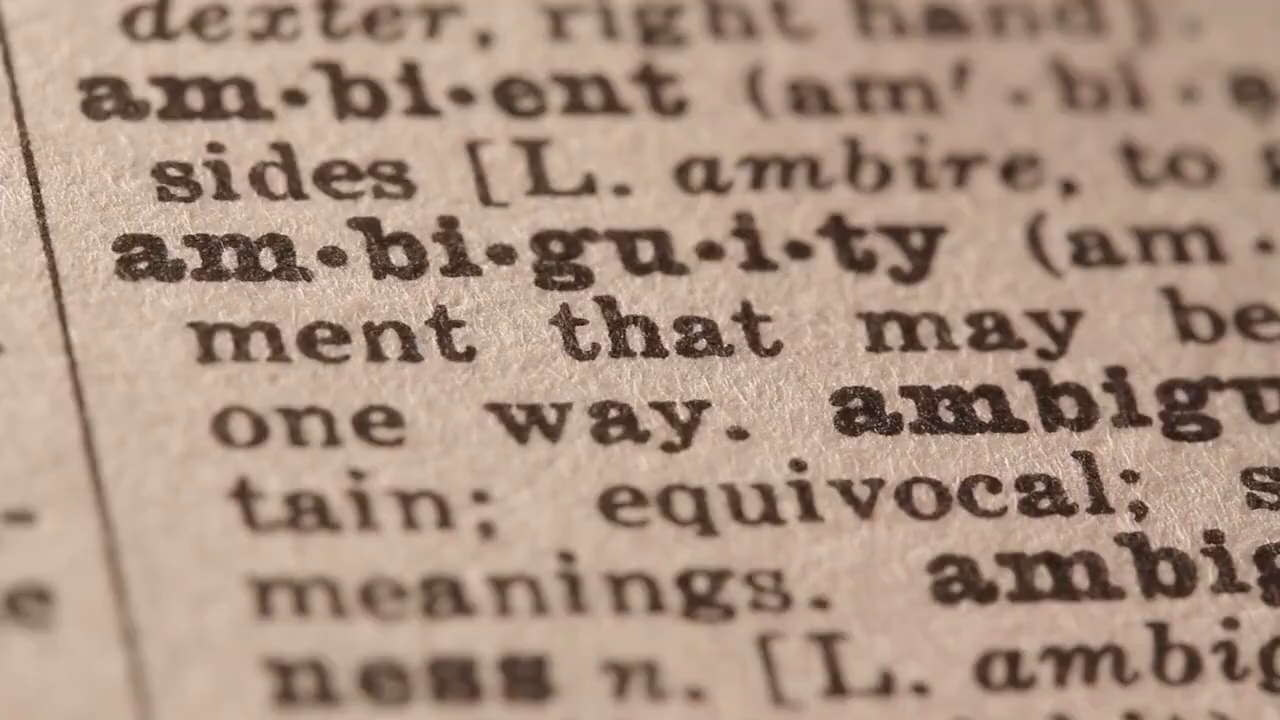 dexter, right hand].
am•bi•ent (am′ · bi · e
sides [L. ambire, to
am•bi•gu•i•ty (am ·
ment that may be
one way. ambigu
tain; equivocal; s
meanings. ambig
ness n. [L. ambig
-
e